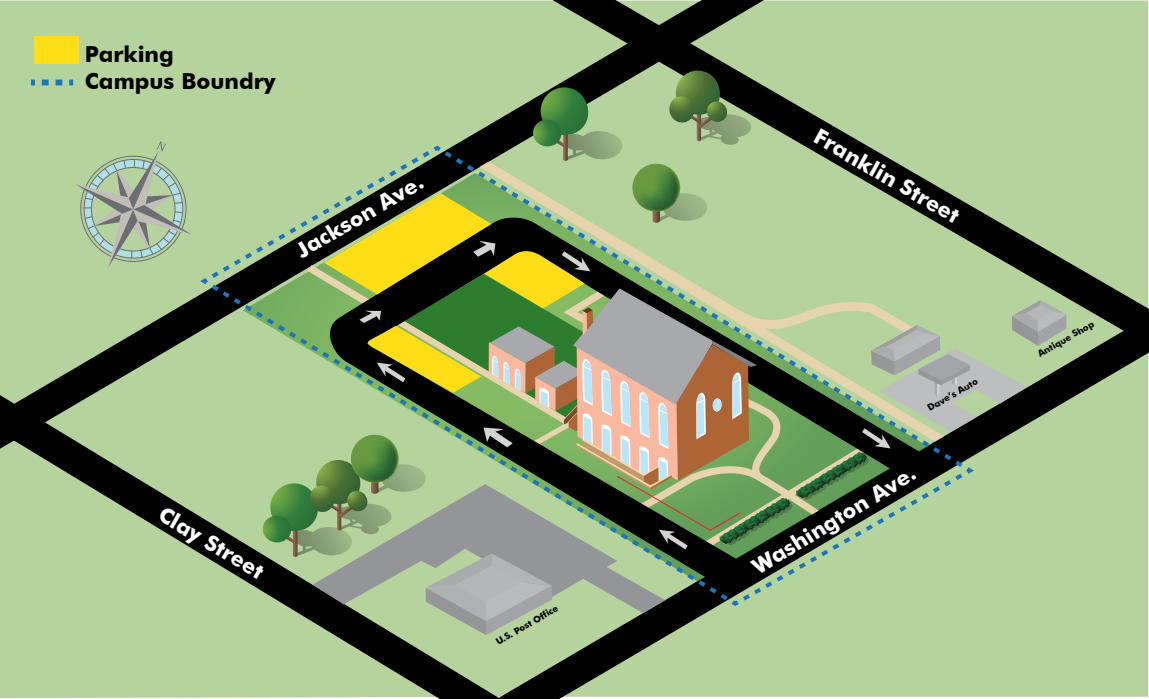 Parking
Campus Boundry
N
Jackson Ave.
Franklin Street
Antique Shop
Dave's Auto
Washington Ave.
Clay Street
U.S. Post Office